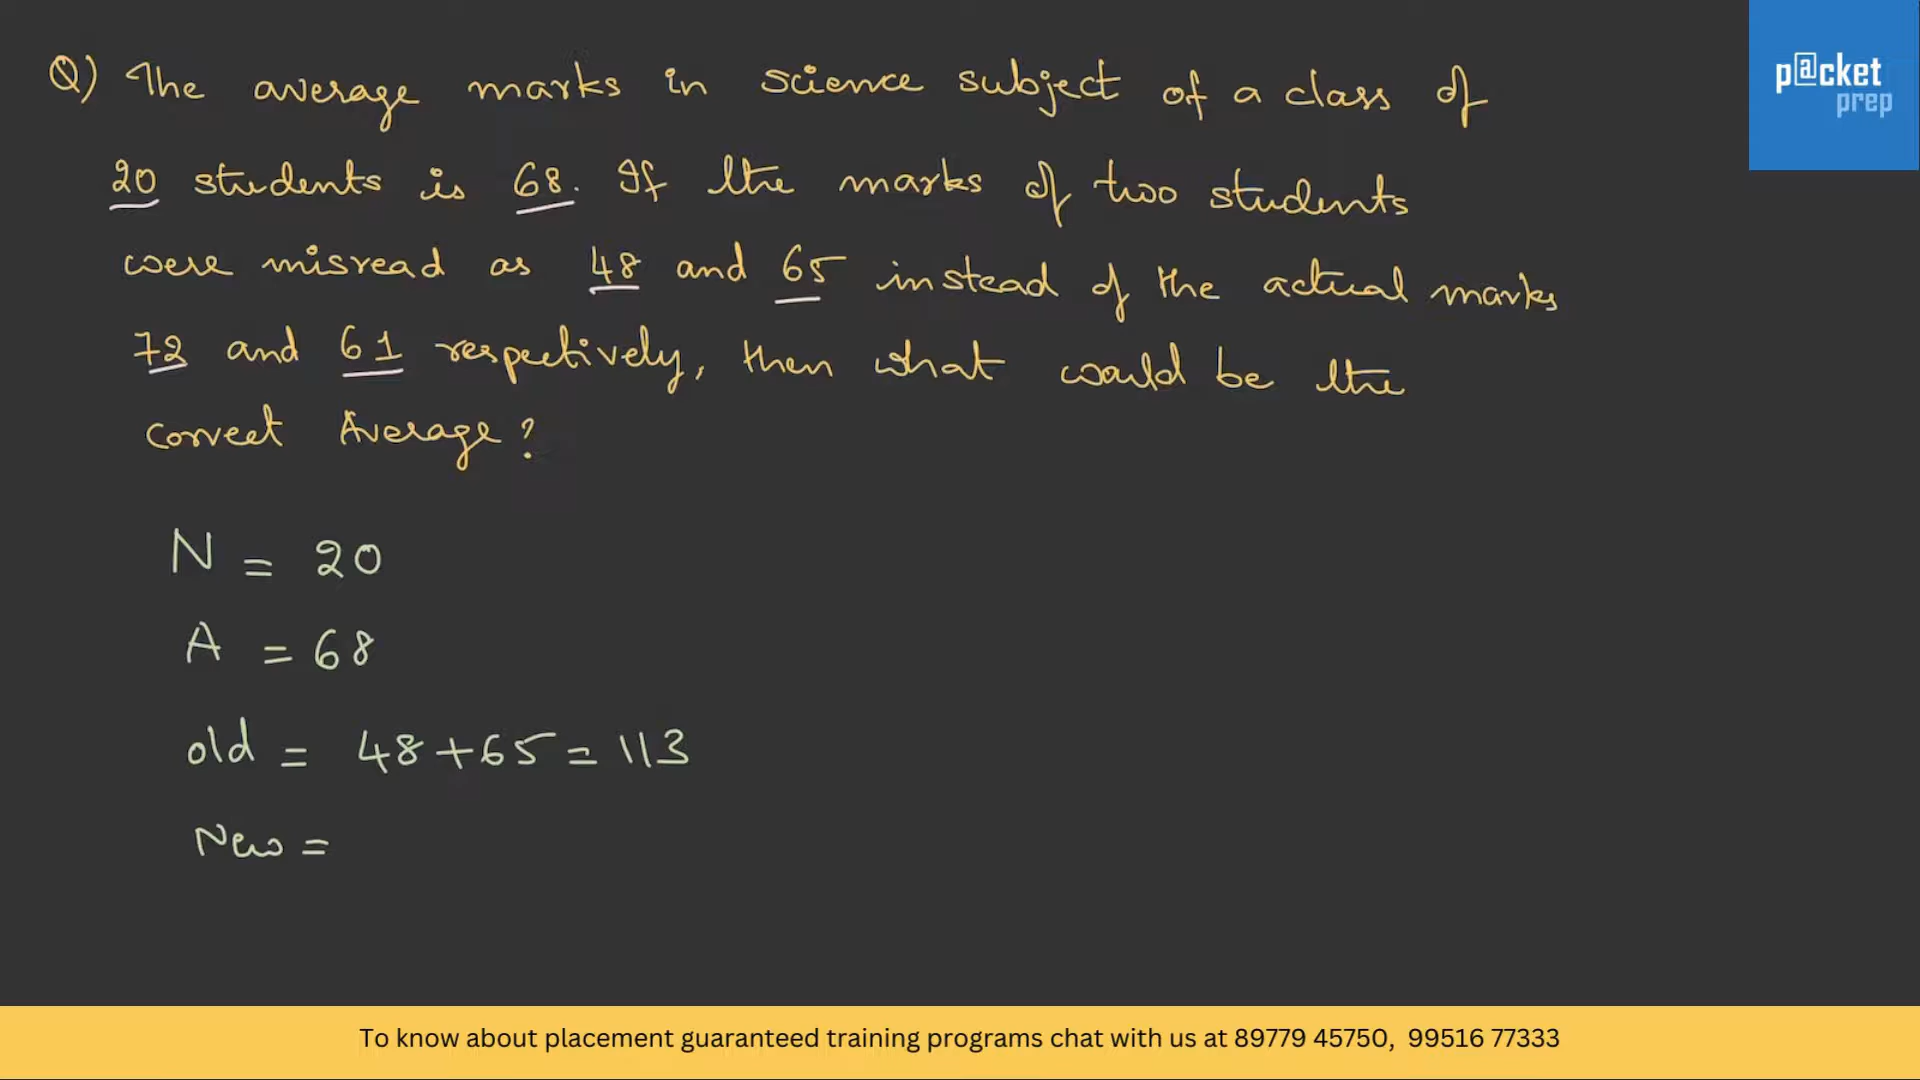 Q) The average marks in science subject of a class of
20 students is 68. If the marks of two students
were misread as 48 and 65 instead of the actual marks
72 and 61 respectively, then what would be the
correct Average?
N = 20
A = 68
old = 48+65=113
New =
p@cket
prep
To know about placement guaranteed training programs chat with us at 89779 45750, 99516 77333